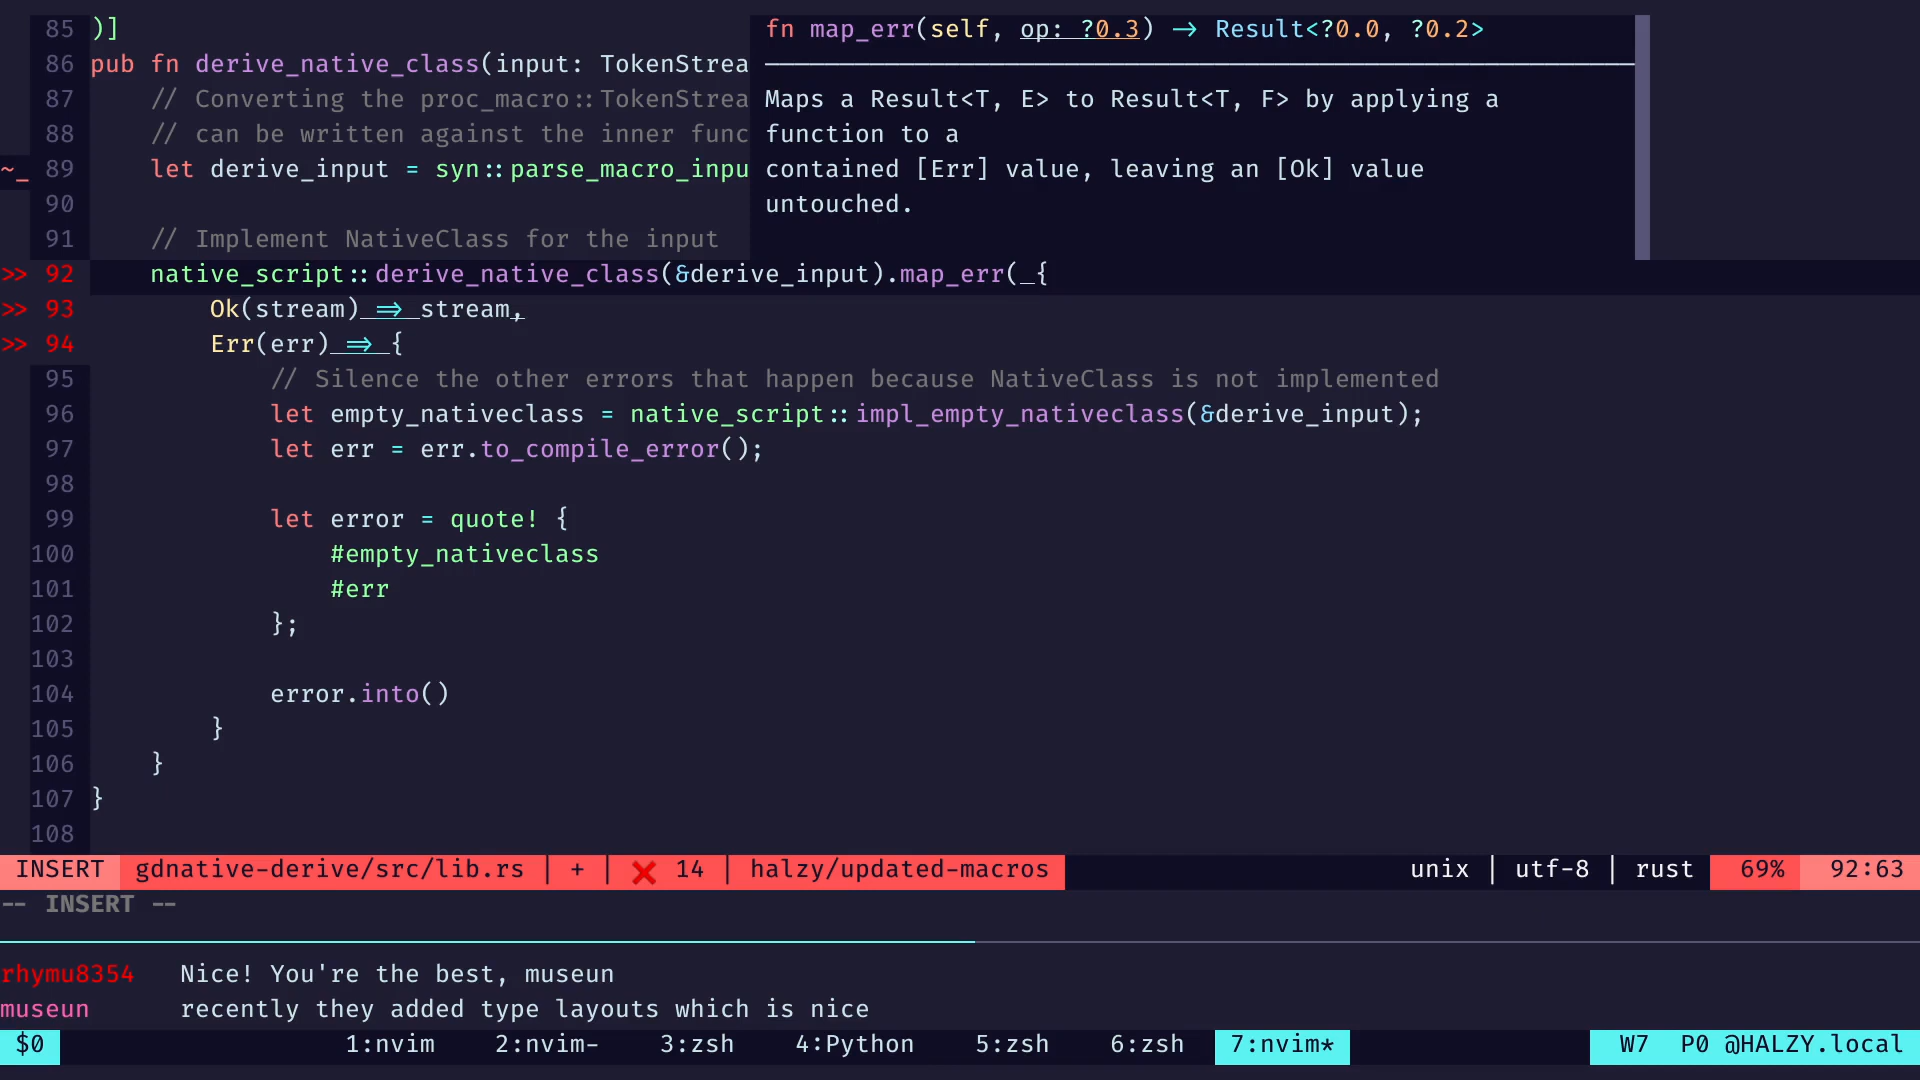 85 )]
fn map_err(self, op: ?0.3) -> Result<?0.0, ?0.2>
86 pub fn derive_native_class(input: TokenStrea
87 // Converting the proc_macro::TokenStrea
Maps a Result<T, E> to Result<T, F> by applying a
88 // can be written against the inner func
function to a
~_ 89 let derive_input = syn::parse_macro_inpu
contained [Err] value, leaving an [Ok] value
90
untouched.
91 // Implement NativeClass for the input
>> 92 native_script::derive_native_class(&derive_input).map_err(_{
>> 93 Ok(stream) => stream,
>> 94 Err(err) => {
95 // Silence the other errors that happen because NativeClass is not implemented
96 let empty_nativeclass = native_script::impl_empty_nativeclass(&derive_input);
97 let err = err.to_compile_error();
98
99 let error = quote! {
100 #empty_nativeclass
101 #err
102 };
103
104 error.into()
105 }
106 }
107 }
108
INSERT gdnative-derive/src/lib.rs | + | ❌ 14 | halzy/updated-macros unix | utf-8 | rust 69% 92:63
-- INSERT --
rhymu8354 Nice! You're the best, museun
museun recently they added type layouts which is nice
$0 1:nvim 2:nvim- 3:zsh 4:Python 5:zsh 6:zsh 7:nvim* W7 P0 @HALZY.local